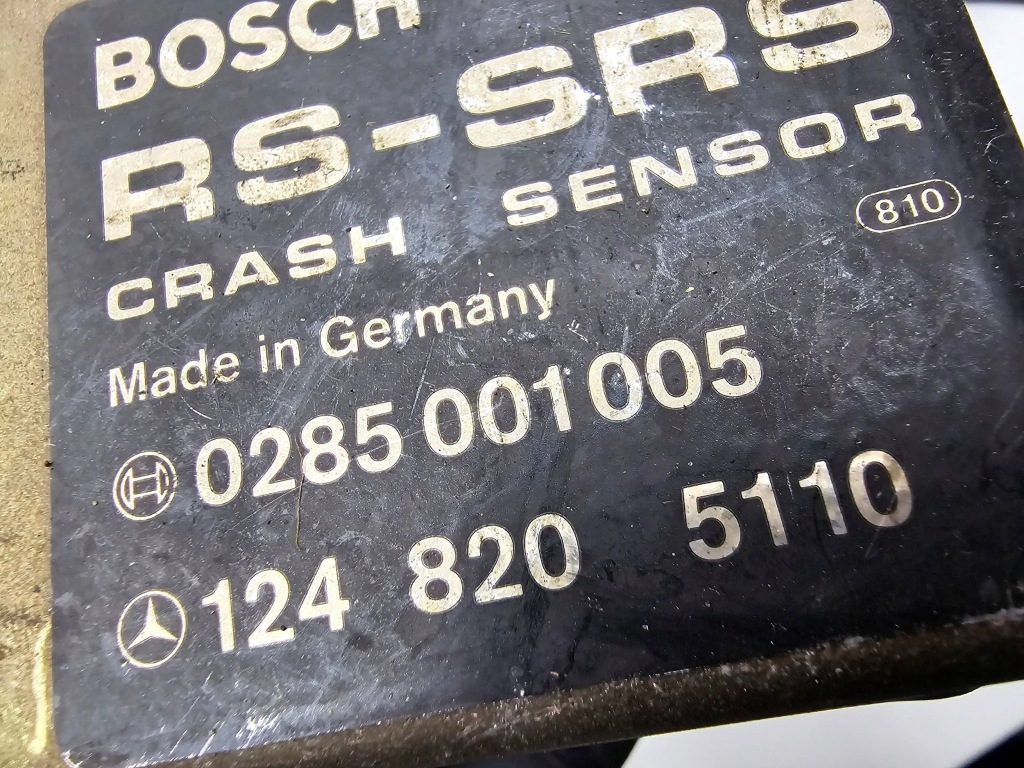 BOSCH
RS-SRS
CRASH SENSOR
810
Made in Germany
0285 001 005
124 820 5110